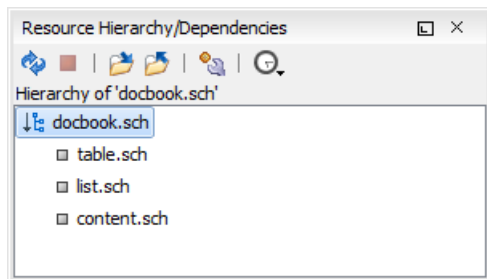 Resource Hierarchy/Dependencies
Hierarchy of 'docbook.sch'
docbook.sch
table.sch
list.sch
content.sch